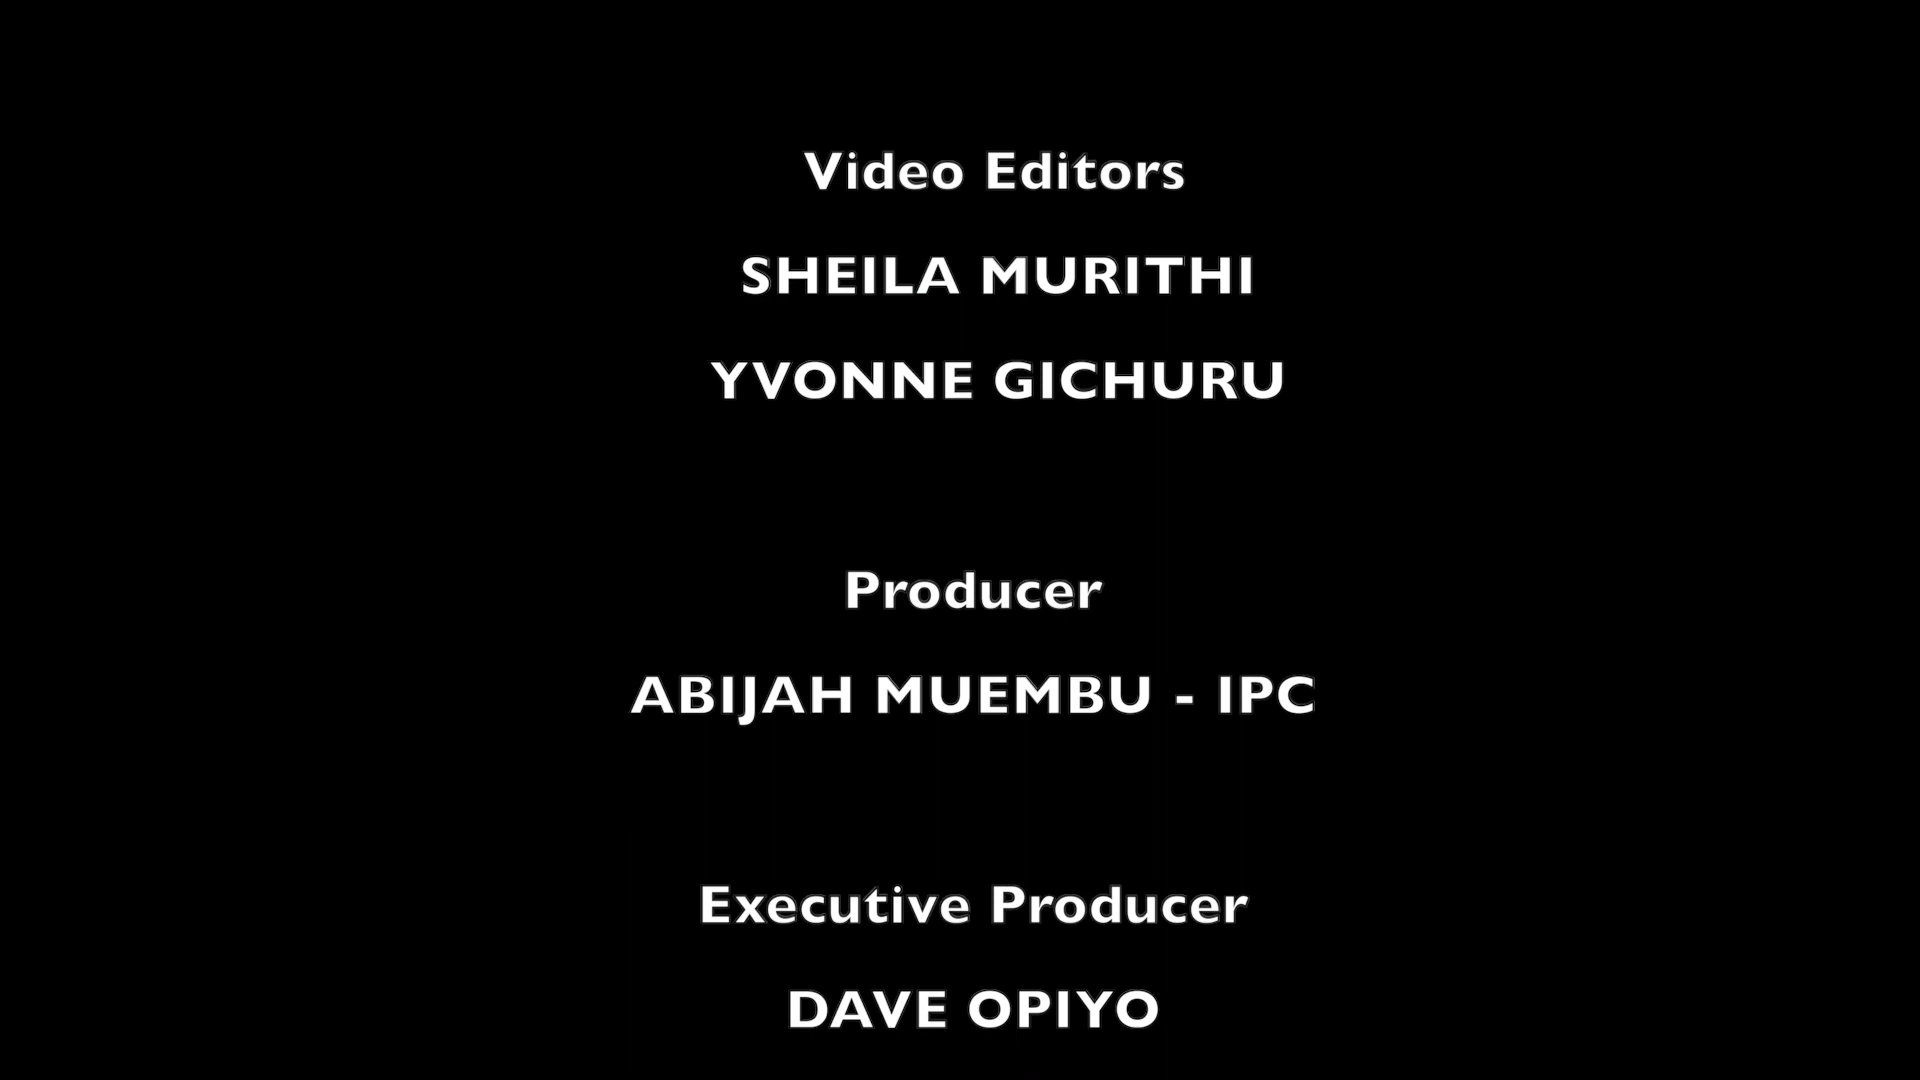 Video Editors
SHEILA MURITHI
YVONNE GICHURU
Producer
ABIJAH MUEMBU - IPC
Executive Producer
DAVE OPIYO